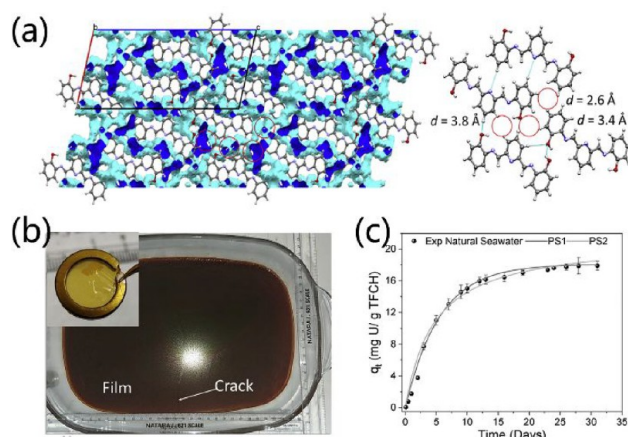 (a)
b
c
d = 2.6 Å
d = 3.8 Å
d = 3.4 Å
(b)
Film
Crack
(c)
Exp Natural Seawater
PS1
PS2
qt (mg U/ g TFCH)
20
16
12
8
4
0
0 5 10 15 20 25 30 35
Time (Days)